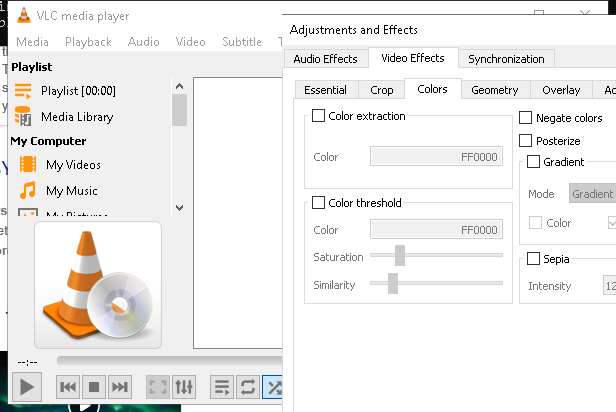 VLC media player
Media Playback Audio Video Subtitle T
Playlist
Playlist [00:00]
Media Library
My Computer
My Videos
My Music
My Pictures
--:--
Adjustments and Effects
Audio Effects Video Effects Synchronization
Essential Crop Colors Geometry Overlay
Color extraction
Color FF0000
Color threshold
Color FF0000
Saturation
Similarity
Negate colors
Posterize
Gradient
Mode Gradient
Color
Sepia
Intensity 12